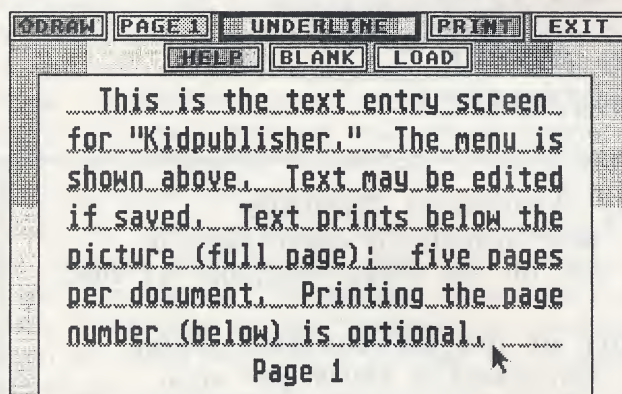 ⇧DRAW PAGE 1 UNDERLINE PRINT EXIT
HELP BLANK LOAD
This is the text entry screen
for "Kidpublisher." The menu is
shown above. Text may be edited
if saved. Text prints below the
picture (full page); five pages
per document. Printing the page
number (below) is optional.
Page 1